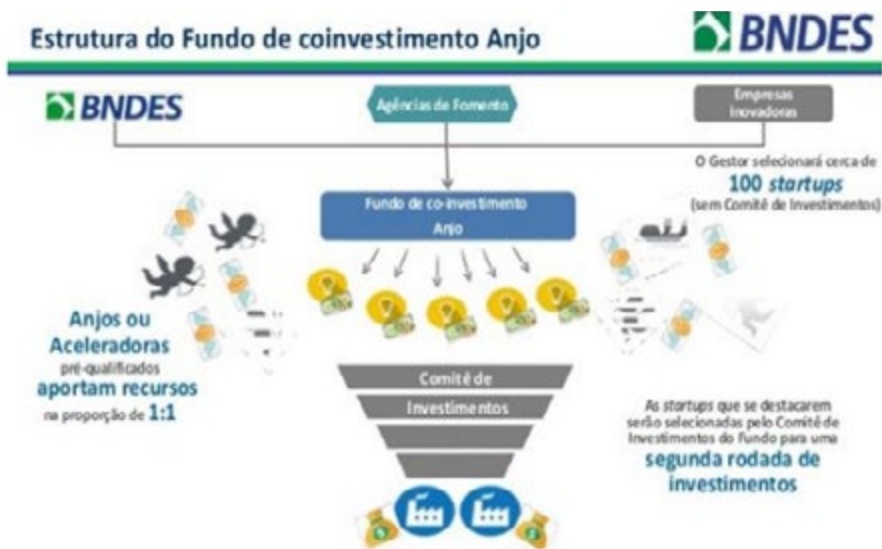 Estrutura do Fundo de coinvestimento Anjo
BNDES
BNDES
Agências de Fomento
Empresas
Inovadoras
O Gestor selecionará cerca de
100 startups
(sem Comitê de Investimentos)
Fundo de co-investimento
Anjo
Anjos ou
Aceleradoras
pré-qualificados
aportam recursos
na proporção de 1:1
Comitê de
Investimentos
As startups que se destacarem
serão selecionadas pelo Comitê de
Investimentos do Fundo para uma
segunda rodada de
investimentos